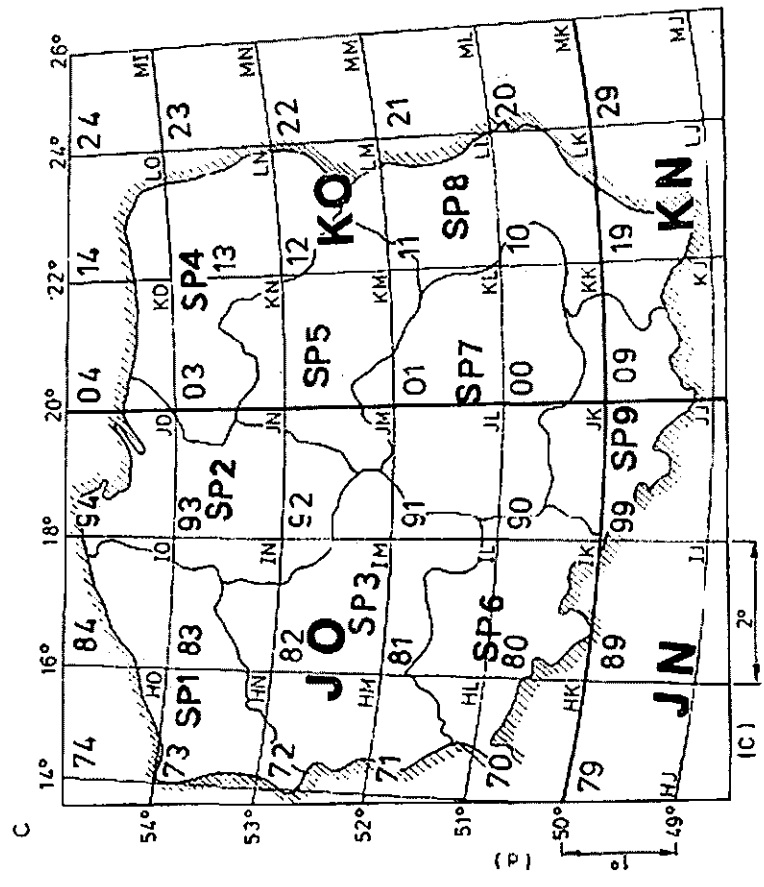 C
14° 16° 18° 20° 22° 24° 26°
74 84 94 04 14 24
54° HO IO JO KO LO MI
73 SP1 83 93 SP2 03 SP4 13 23
53° HN IN JN KN LN MN
72 82 92 SP5 12 22
JO SP3 KO
52° HM IM JM KM LM MM
71 81 91 01 11 21
SP6 SP7 SP8
51° HL IL JL KL LL ML
70 80 90 00 10 20
50° HK IK JK KK LK MK
79 89 99 SP9 09 19 29
JN KN
49° HJ IJ JJ KJ LJ MJ
1° (d)
2°
(C)